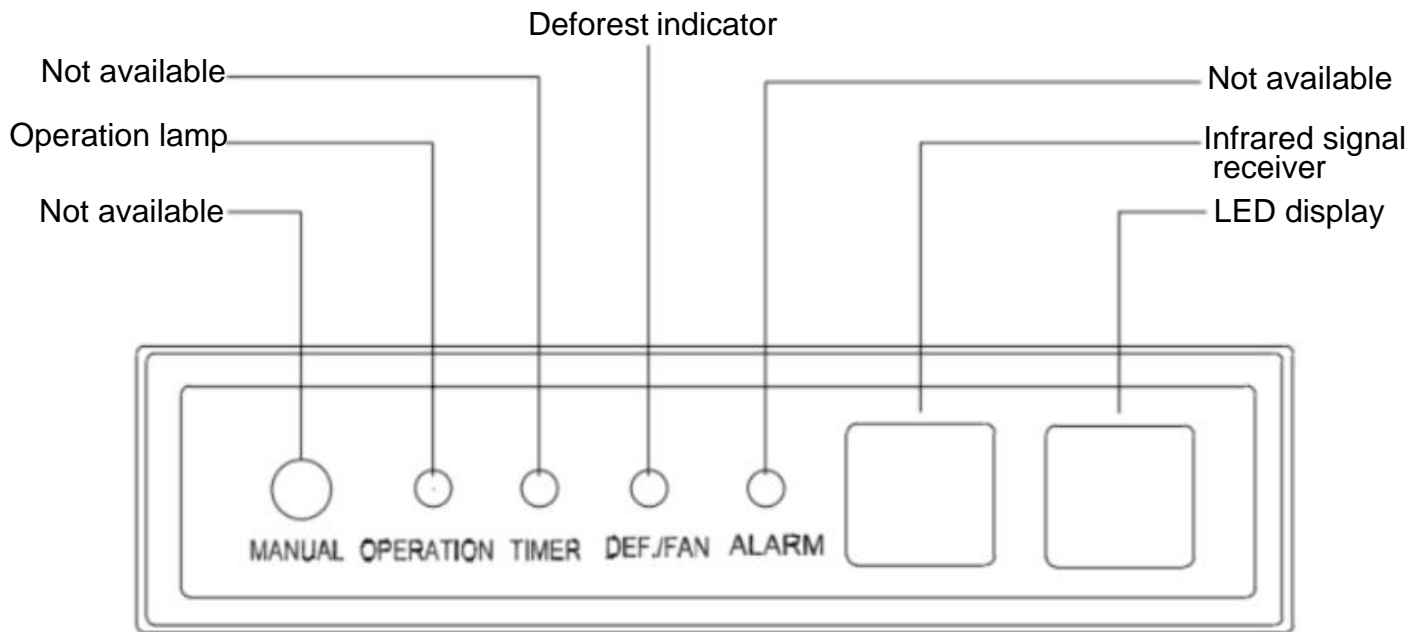 Deforest indicator
Not available
Not available
Operation lamp
Infrared signal
receiver
Not available
LED display
MANUAL OPERATION TIMER DEF./FAN ALARM